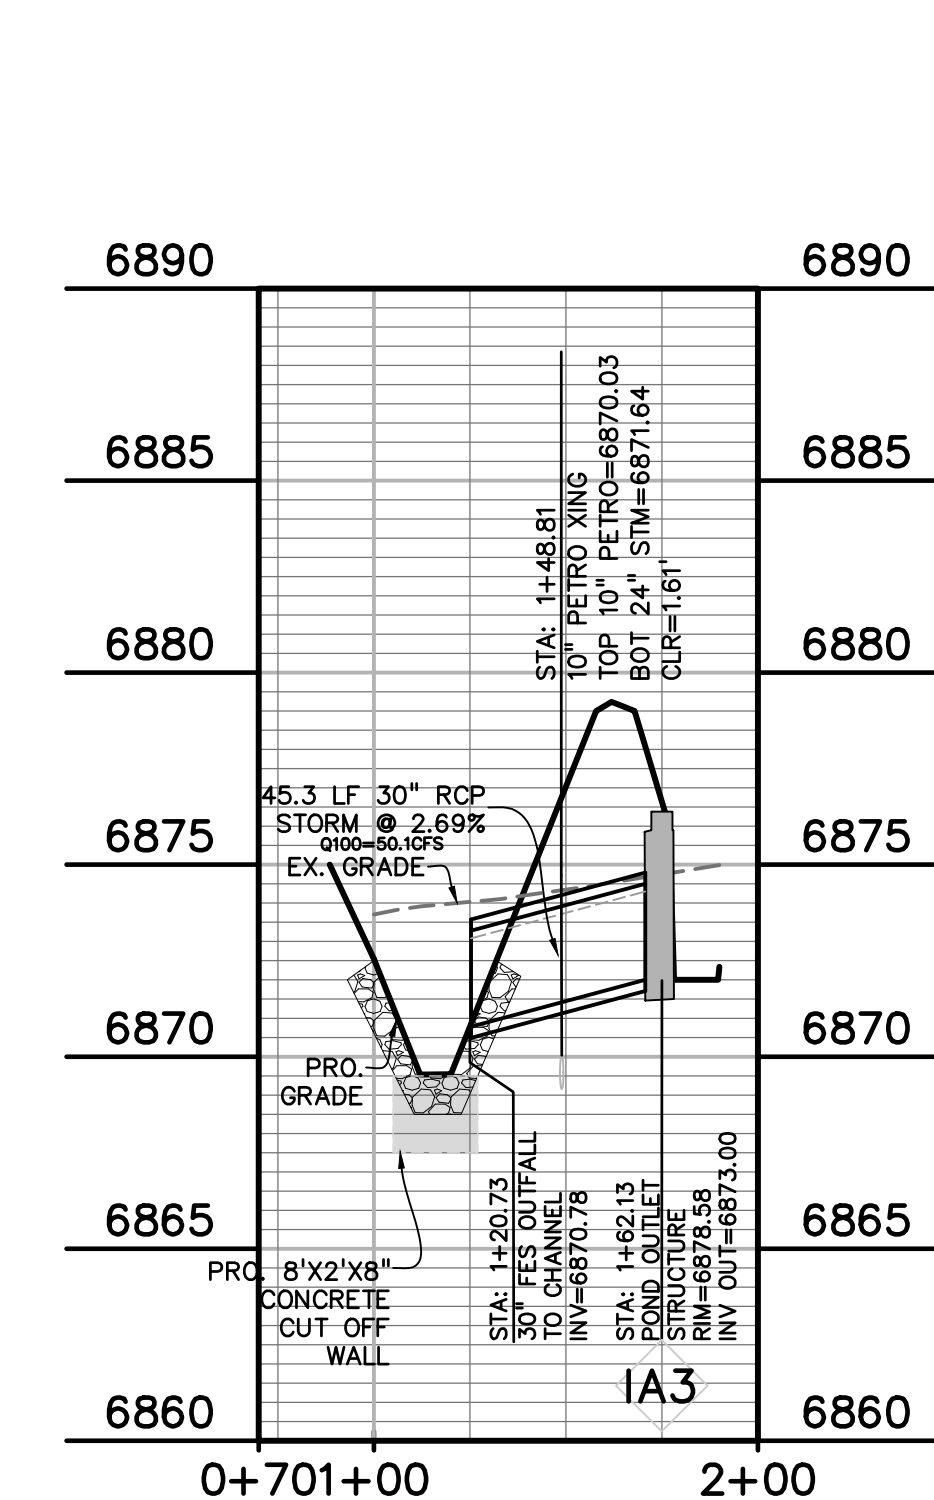 6890 6890
6885 6885
6880 6880
6875 6875
6870 6870
6865 6865
6860 6860
STA: 1+48.81
10" PETRO XING
TOP 10" PETRO=6870.03
BOT 24" STM=6871.64
CLR=1.61'
45.3 LF 30" RCP
STORM @ 2.69%
Q100=50.1CFS
EX. GRADE
PRO.
GRADE
PRO. 8'X2'X8"
CONCRETE
CUT OFF
WALL
STA: 1+20.73
30" FES OUTFALL
TO CHANNEL
INV=6870.78
STA: 1+62.13
POND OUTLET
STRUCTURE
RIM=6878.58
INV OUT=6873.00
IA3
0+70 1+00 2+00